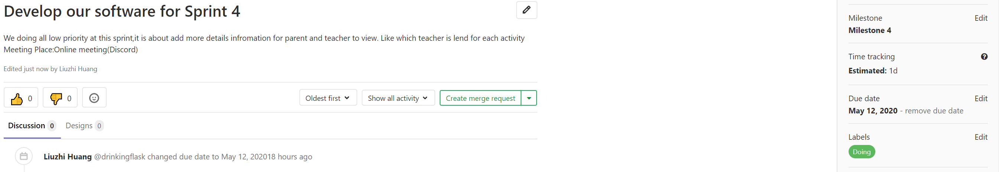 Develop our software for Sprint 4
We doing all low priority at this sprint,it is about add more details infromation for parent and teacher to view. Like which teacher is lend for each activity
Meeting Place:Online meeting(Discord)
Edited just now by Liuzhi Huang
0 0
Oldest first Show all activity Create merge request
Discussion 0 Designs 0
Liuzhi Huang @drinkingflask changed due date to May 12, 202018 hours ago
Milestone Edit
Milestone 4
Time tracking ?
Estimated: 1d
Due date Edit
May 12, 2020 - remove due date
Labels Edit
Doing